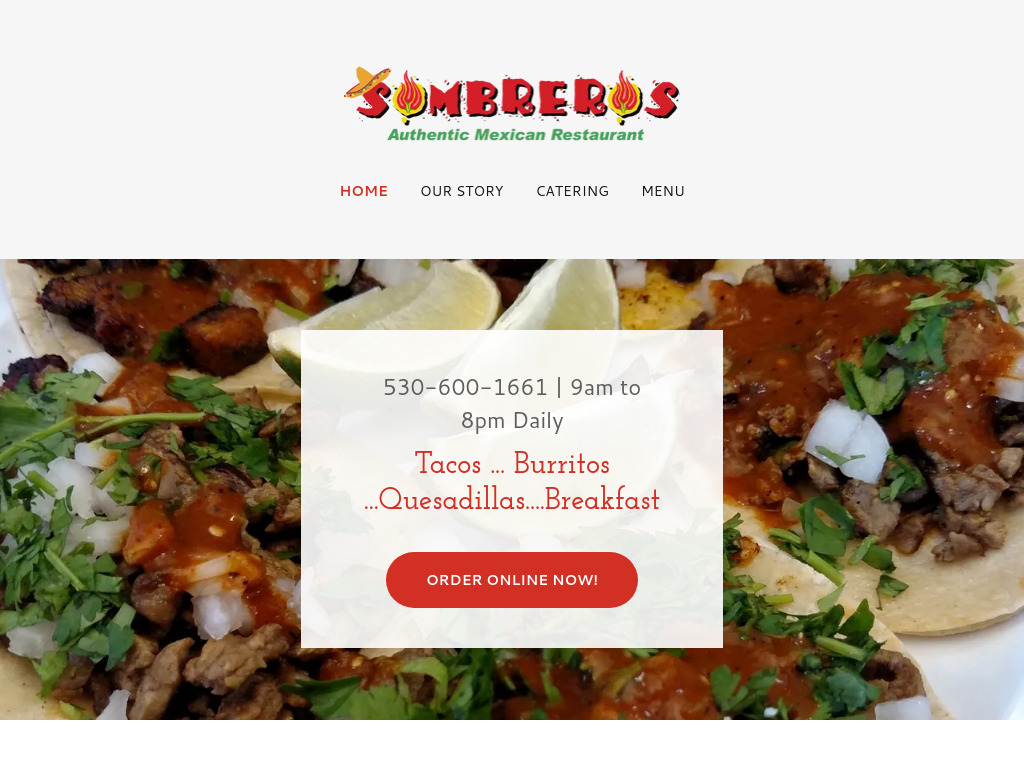 SOMBREROS
Authentic Mexican Restaurant
HOME OUR STORY CATERING MENU
530-600-1661 | 9am to
8pm Daily
Tacos ... Burritos
...Quesadillas....Breakfast
ORDER ONLINE NOW!